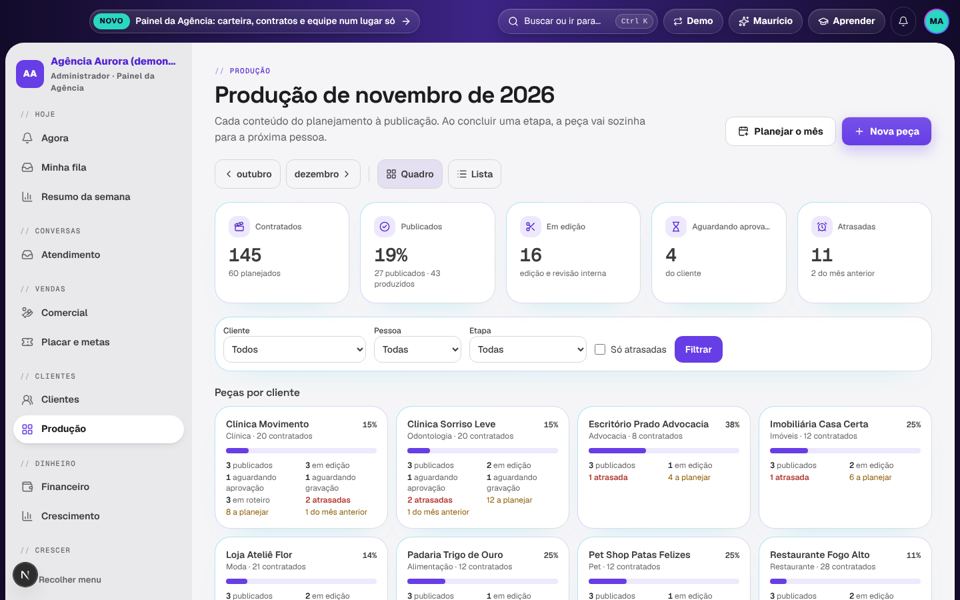 NOVO Painel da Agência: carteira, contratos e equipe num lugar só
Buscar ou ir para... Ctrl K
Demo
Maurício
Aprender
MA
AA
Agência Aurora (demon...
Administrador · Painel da
Agência
// HOJE
Agora
Minha fila
Resumo da semana
// CONVERSAS
Atendimento
// VENDAS
Comercial
Placar e metas
// CLIENTES
Clientes
Produção
// DINHEIRO
Financeiro
Crescimento
// CRESCER
N
Recolher menu
// PRODUÇÃO
Produção de novembro de 2026
Cada conteúdo do planejamento à publicação. Ao concluir uma etapa, a peça vai sozinha
para a próxima pessoa.
Planejar o mês
+ Nova peça
outubro
dezembro
Quadro
Lista
Contratados
145
60 planejados
Publicados
19%
27 publicados · 43
produzidos
Em edição
16
edição e revisão interna
Aguardando aprova...
4
do cliente
Atrasadas
11
2 do mês anterior
Cliente
Todos
Pessoa
Todas
Etapa
Todas
Só atrasadas
Filtrar
Peças por cliente
Clínica Movimento 15%
Clínica · 20 contratados
3 publicados 3 em edição
1 aguardando
aprovação
1 aguardando
gravação
3 em roteiro 2 atrasadas
8 a planejar 1 do mês anterior
Clínica Sorriso Leve 15%
Odontologia · 20 contratados
3 publicados 2 em edição
1 aguardando
aprovação
1 aguardando
gravação
2 atrasadas 12 a planejar
1 do mês anterior
Escritório Prado Advocacia 38%
Advocacia · 8 contratados
3 publicados 1 em edição
1 atrasada 4 a planejar
Imobiliária Casa Certa 25%
Imóveis · 12 contratados
3 publicados 2 em edição
1 atrasada 6 a planejar
Loja Ateliê Flor 14%
Moda · 21 contratados
3 publicados 2 em edição
Padaria Trigo de Ouro 25%
Alimentação · 12 contratados
3 publicados 2 em edição
Pet Shop Patas Felizes 25%
Pet · 12 contratados
3 publicados 2 em edição
Restaurante Fogo Alto 11%
Restaurante · 28 contratados
3 publicados 2 em edição